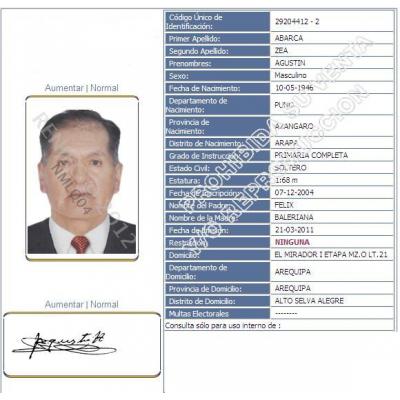 Aumentar | Normal
Aumentar | Normal
Código Único de Identificación: 29204412 - 2
Primer Apellido: ABARCA
Segundo Apellido: ZEA
Prenombres: AGUSTIN
Sexo: Masculino
Fecha de Nacimiento: 10-05-1946
Departamento de Nacimiento: PUNO
Provincia de Nacimiento: AZANGARO
Distrito de Nacimiento: ARAPA
Grado de Instrucción: PRIMARIA COMPLETA
Estado Civil: SOLTERO
Estatura: 1:68 m
Fecha de Inscripción: 07-12-2004
Nombre del Padre: FELIX
Nombre de la Madre: BALERIANA
Fecha de Emisión: 21-03-2011
Restricción: NINGUNA
Domicilio: EL MIRADOR I ETAPA MZ.O LT.21
Departamento de Domicilio: AREQUIPA
Provincia de Domicilio: AREQUIPA
Distrito de Domicilio: ALTO SELVA ALEGRE
Multas Electorales --------
Consulta sólo para uso interno de :
PROHIBIDA SU VENTA